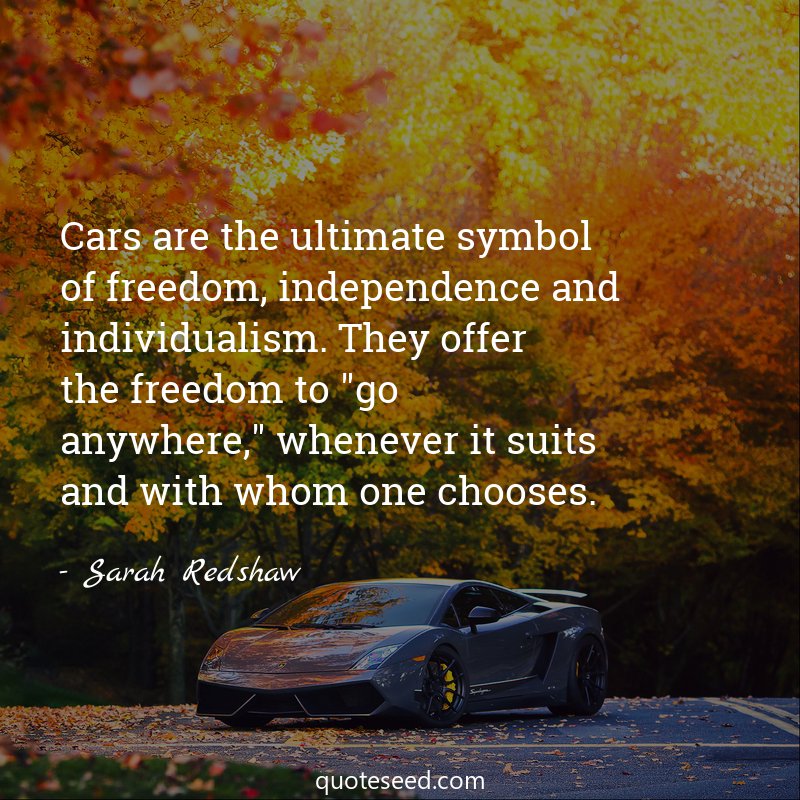 Cars are the ultimate symbol
of freedom, independence and
individualism. They offer
the freedom to "go
anywhere," whenever it suits
and with whom one chooses.
- Sarah Redshaw
quoteseed.com